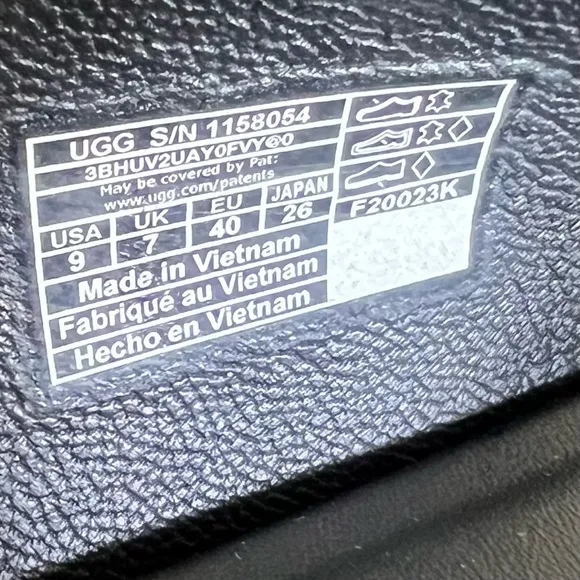 UGG S/N 1158054
3BHUV2UAY0FVY@0
May be covered by Pat:
www.ugg.com/patents
USA UK EU JAPAN
9 7 40 26
F20023K
Made in Vietnam
Fabriqué au Vietnam
Hecho en Vietnam